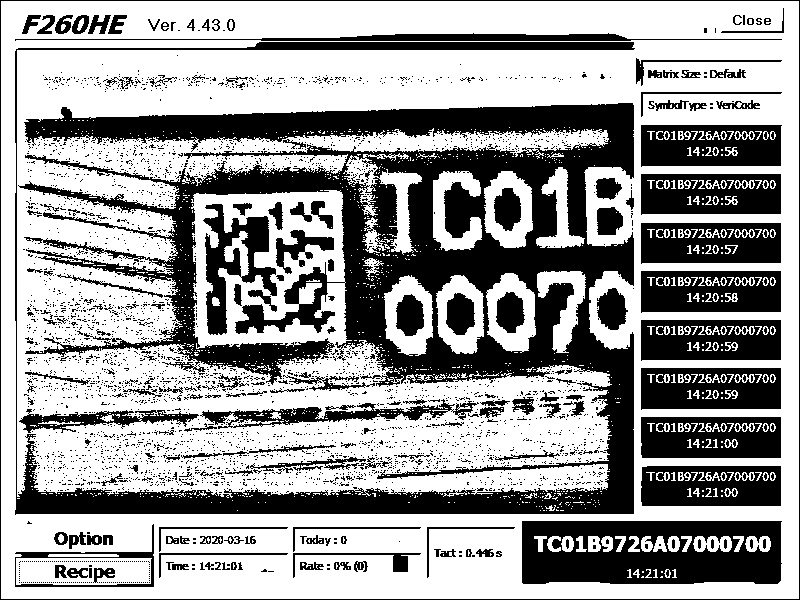 F260HE Ver. 4.43.0
Close
TC01B
00070
Matrix Size : Default
SymbolType : VeriCode
TC01B9726A07000700
14:20:56
TC01B9726A07000700
14:20:56
TC01B9726A07000700
14:20:57
TC01B9726A07000700
14:20:58
TC01B9726A07000700
14:20:59
TC01B9726A07000700
14:20:59
TC01B9726A07000700
14:21:00
TC01B9726A07000700
14:21:00
Option
Recipe
Date : 2020-03-16
Time : 14:21:01
Today : 0
Rate : 0% (0)
Tact : 0.446 s
TC01B9726A07000700
14:21:01